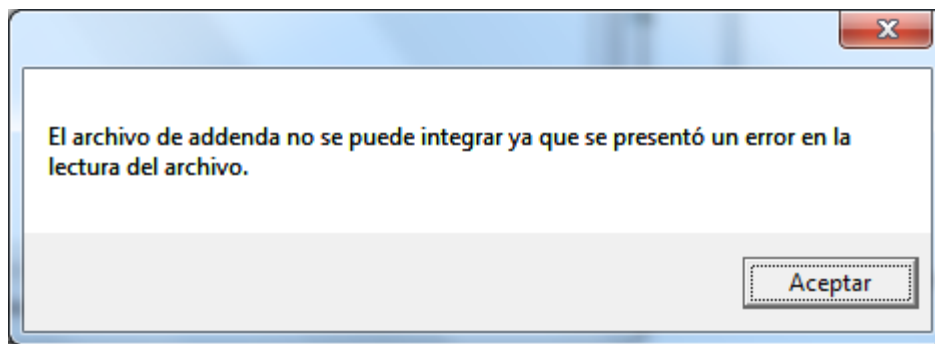 El archivo de addenda no se puede integrar ya que se presentó un error en la
lectura del archivo.
Aceptar